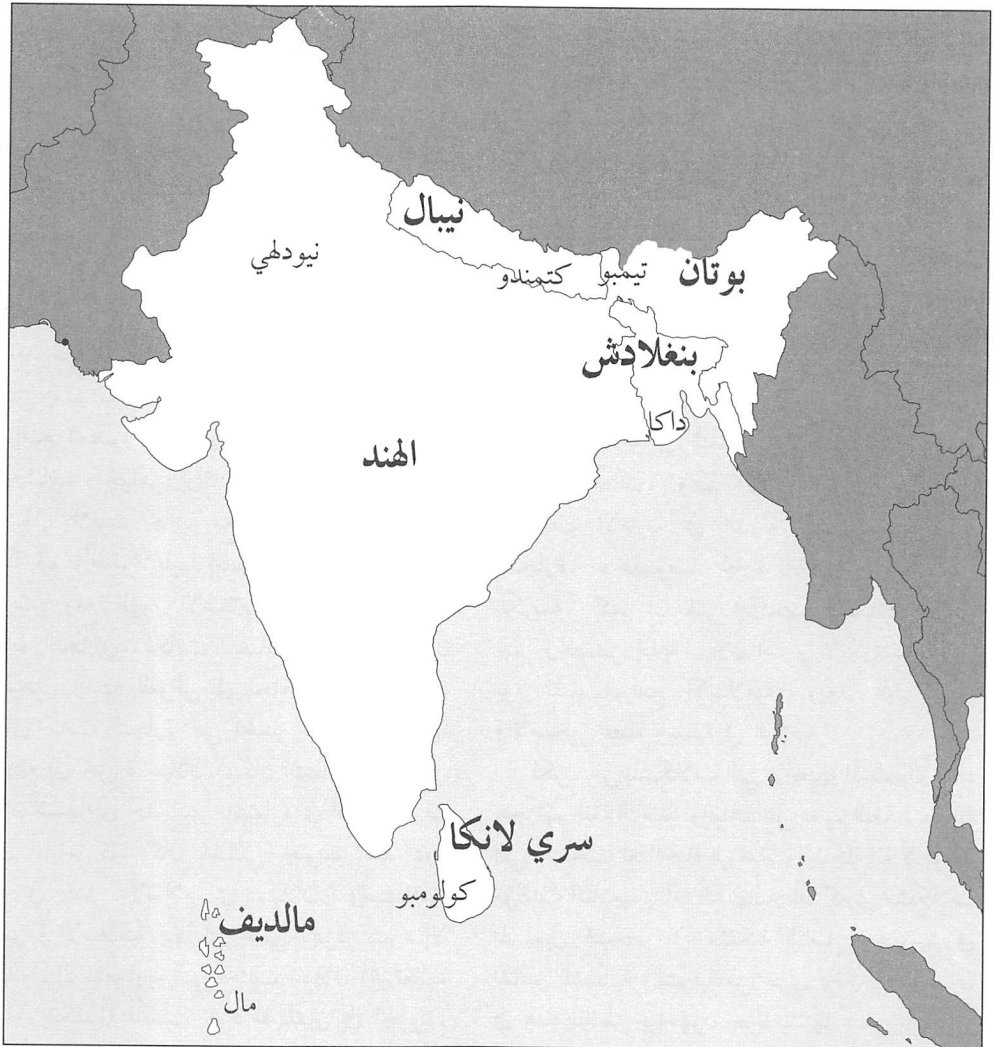 نيبال
نيودلهي
كتمندو
تيمبو
بوتان
بنغلادش
داكا
الهند
سري لانكا
كولومبو
مالديف
مال